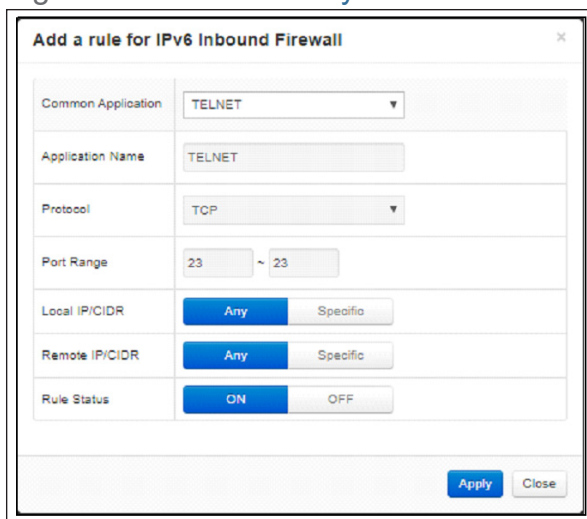 Add a rule for IPv6 Inbound Firewall ×
Common Application TELNET
Application Name TELNET
Protocol TCP
Port Range 23 ~ 23
Local IP/CIDR Any Specific
Remote IP/CIDR Any Specific
Rule Status ON OFF
Apply Close